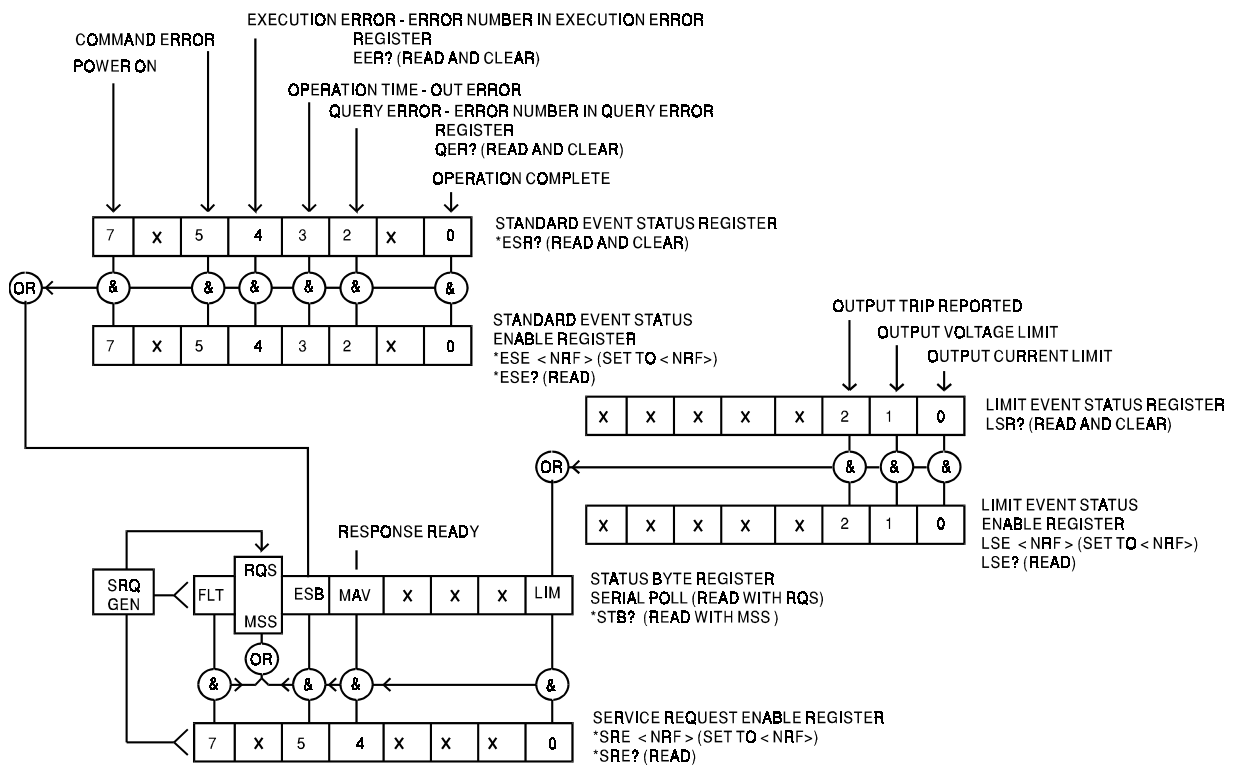 EXECUTION ERROR - ERROR NUMBER IN EXECUTION ERROR
REGISTER
EER? (READ AND CLEAR)
COMMAND ERROR
POWER ON
OPERATION TIME - OUT ERROR
QUERY ERROR - ERROR NUMBER IN QUERY ERROR
REGISTER
QER? (READ AND CLEAR)
OPERATION COMPLETE
7 X 5 4 3 2 X 0
STANDARD EVENT STATUS REGISTER
*ESR? (READ AND CLEAR)
OR & & & & & &
7 X 5 4 3 2 X 0
STANDARD EVENT STATUS
ENABLE REGISTER
*ESE < NRF > (SET TO < NRF>)
*ESE? (READ)
OUTPUT TRIP REPORTED
OUTPUT VOLTAGE LIMIT
OUTPUT CURRENT LIMIT
X X X X X 2 1 0
LIMIT EVENT STATUS REGISTER
LSR? (READ AND CLEAR)
OR & & &
X X X X X 2 1 0
LIMIT EVENT STATUS
ENABLE REGISTER
LSE < NRF > (SET TO < NRF>)
LSE? (READ)
RESPONSE READY
SRQ
GEN
FLT RQS MSS ESB MAV X X X LIM
STATUS BYTE REGISTER
SERIAL POLL (READ WITH RQS)
*STB? (READ WITH MSS )
OR
& & & &
7 X 5 4 X X X 0
SERVICE REQUEST ENABLE REGISTER
*SRE < NRF > (SET TO < NRF>)
*SRE? (READ)